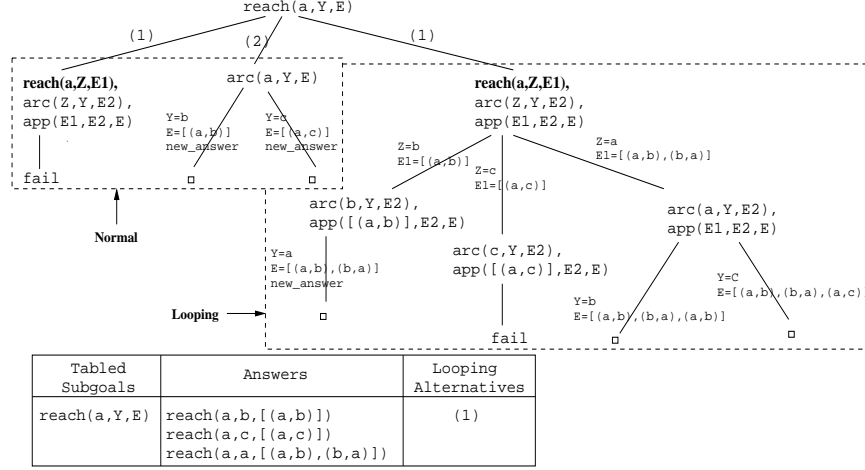 reach(a,Y,E)
(1)
(2)
(1)
reach(a,Z,E1),
arc(Z,Y,E2),
app(E1,E2,E)
fail
arc(a,Y,E)
Y=b
E=[(a,b)]
new_answer
Y=c
E=[(a,c)]
new_answer
Normal
reach(a,Z,E1),
arc(Z,Y,E2),
app(E1,E2,E)
Z=b
E1=[(a,b)]
Z=c
E1=[(a,c)]
Z=a
E1=[(a,b),(b,a)]
arc(b,Y,E2),
app([(a,b)],E2,E)
Y=a
E=[(a,b),(b,a)]
new_answer
arc(c,Y,E2),
app([(a,c)],E2,E)
fail
arc(a,Y,E2),
app(E1,E2,E)
Y=b
E=[(a,b),(b,a),(a,b)]
Y=C
E=[(a,b),(b,a),(a,c)]
Looping
Tabled
Subgoals
Answers
Looping
Alternatives
reach(a,Y,E)
reach(a,b,[(a,b)])
reach(a,c,[(a,c)])
reach(a,a,[(a,b),(b,a)])
(1)